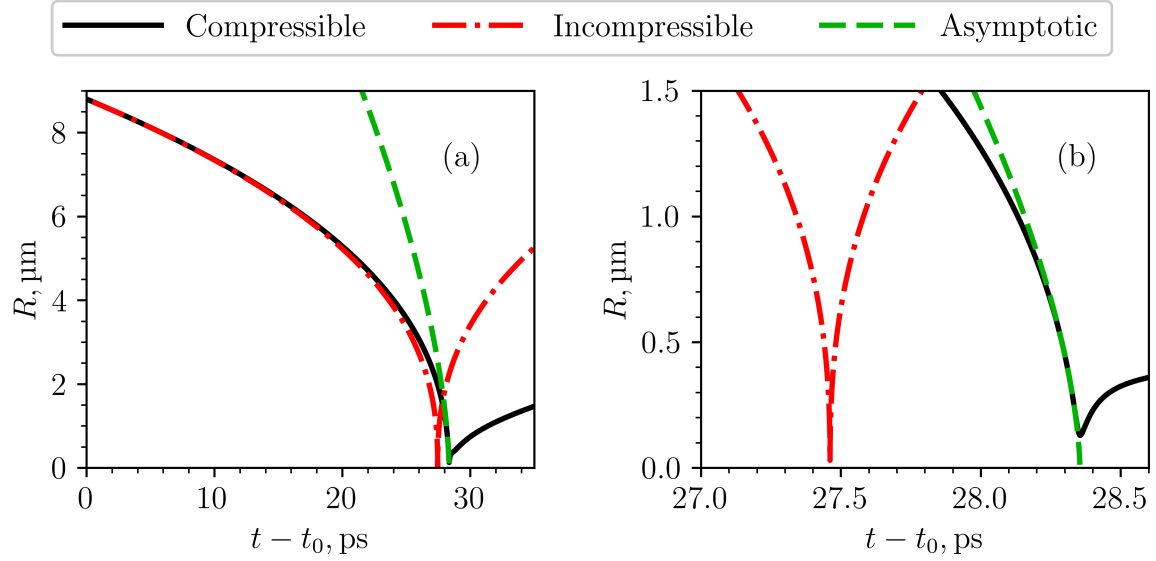 Compressible Incompressible Asymptotic
(a)
R, μm
8
6
4
2
0
0 10 20 30
t − t₀, ps
(b)
R, μm
1.5
1.0
0.5
0.0
27.0 27.5 28.0 28.5
t − t₀, ps